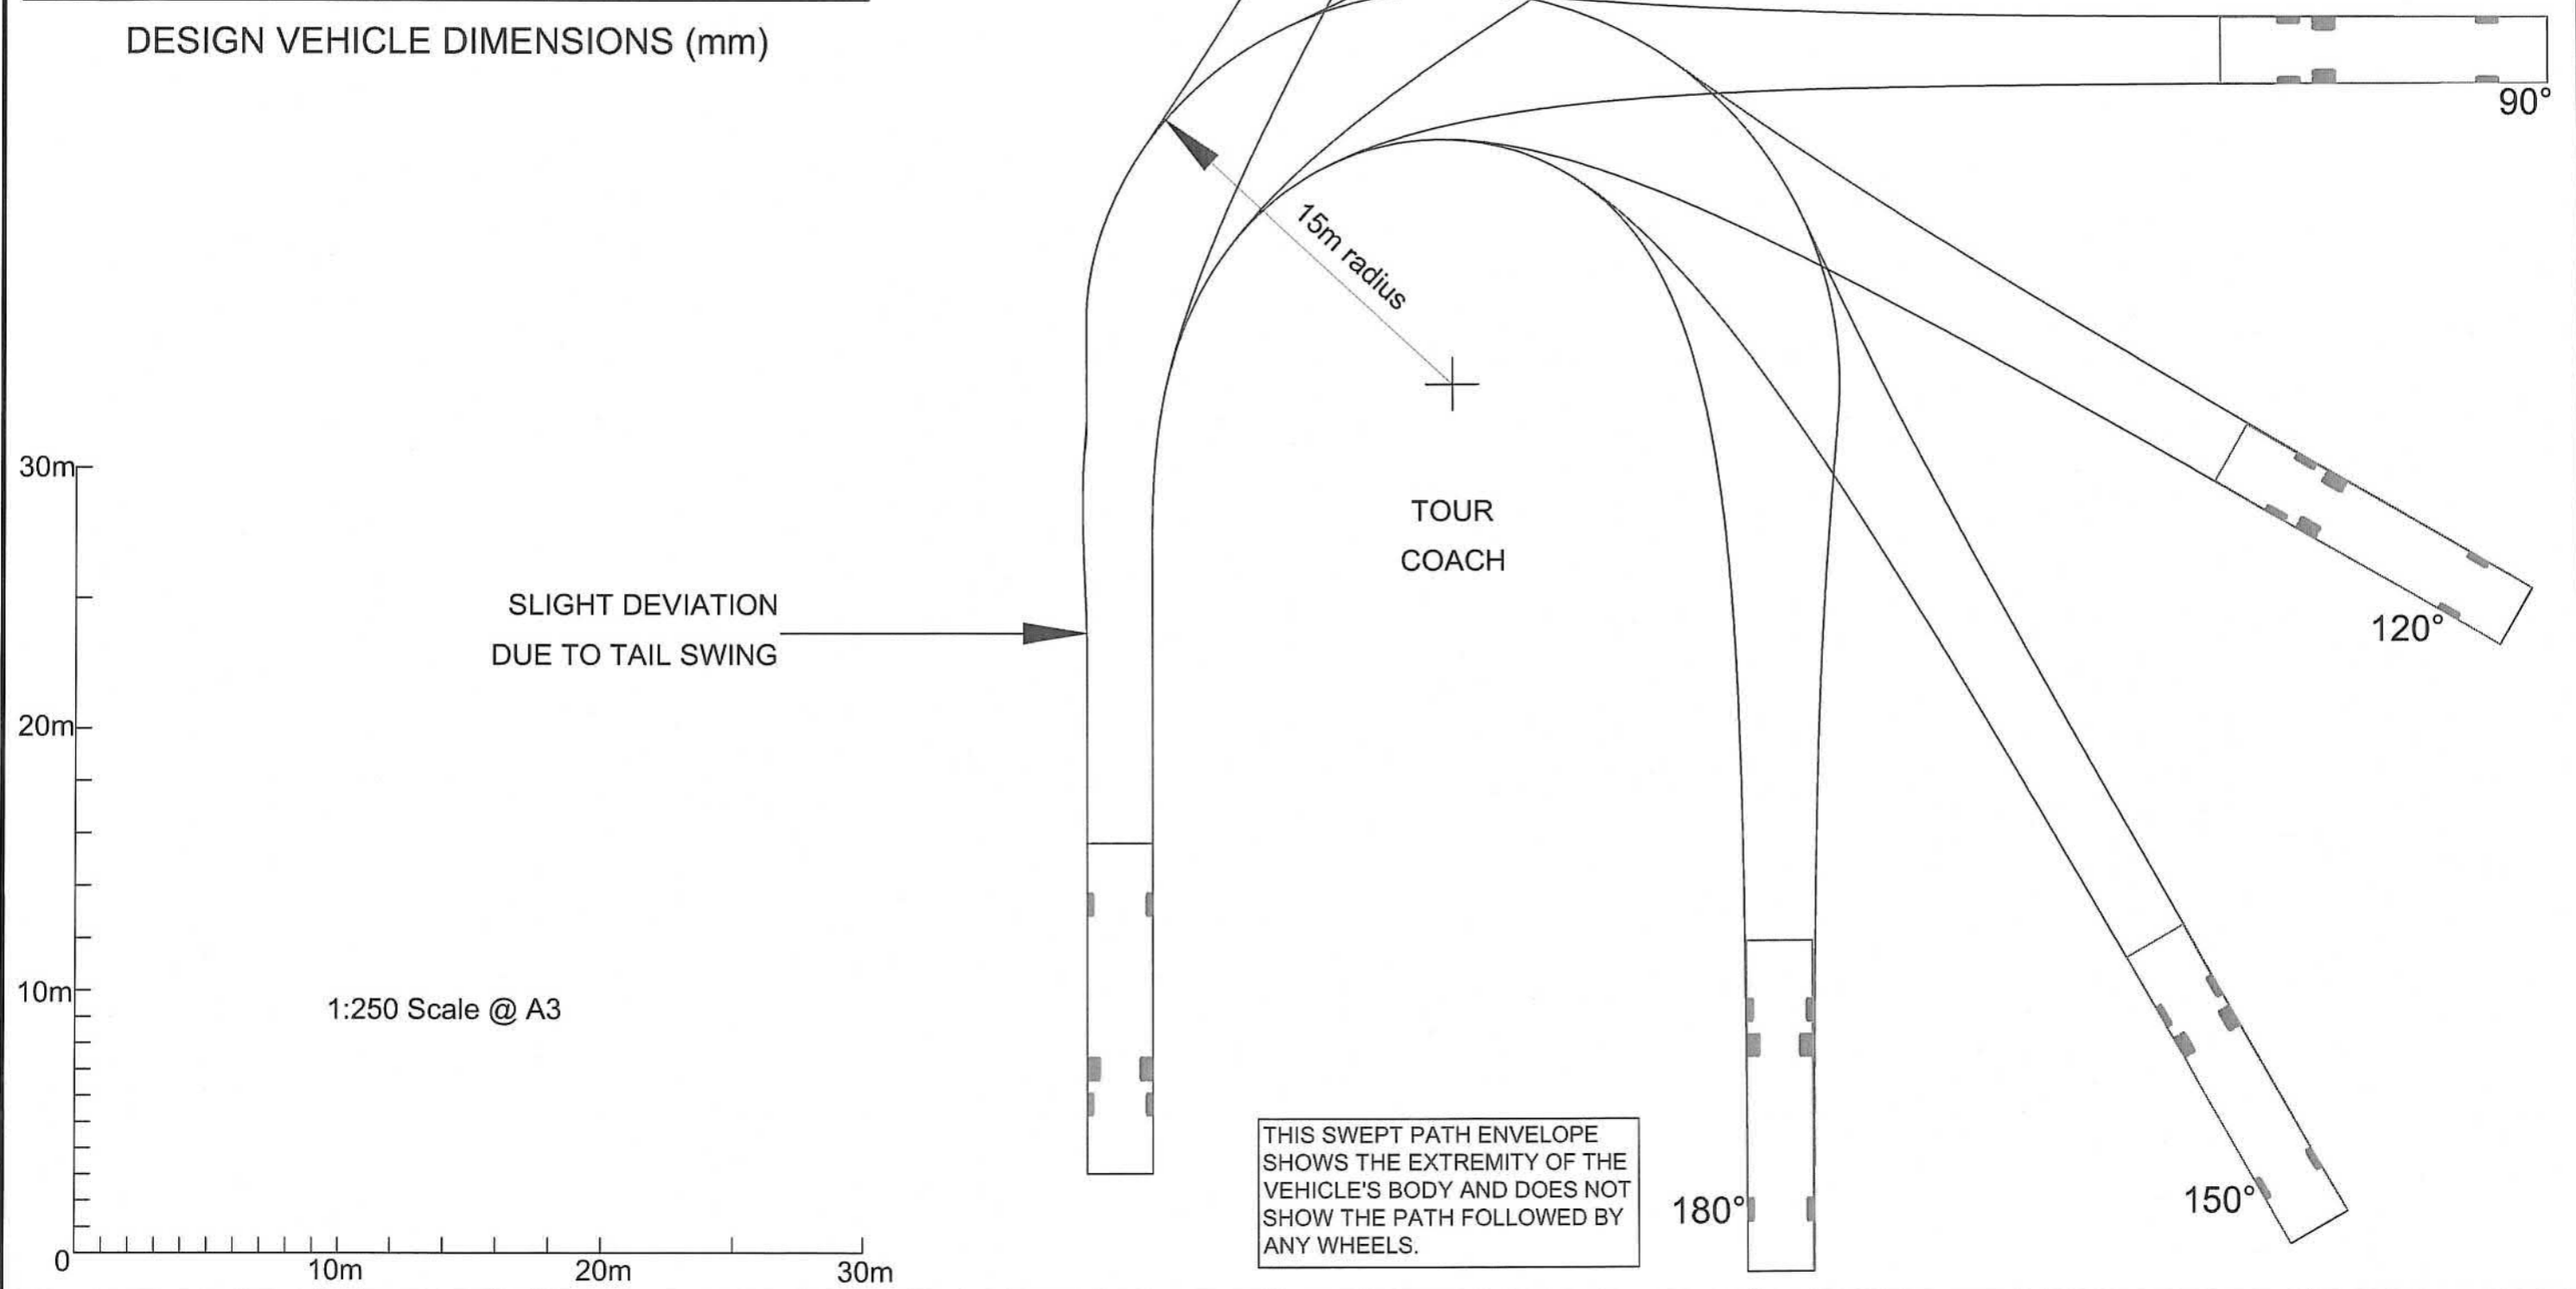 DESIGN VEHICLE DIMENSIONS (mm)
90°
15m radius
30m
TOUR
COACH
SLIGHT DEVIATION
DUE TO TAIL SWING
120°
20m
10m
1:250 Scale @ A3
THIS SWEPT PATH ENVELOPE
SHOWS THE EXTREMITY OF THE
VEHICLE'S BODY AND DOES NOT
SHOW THE PATH FOLLOWED BY
ANY WHEELS.
180°
150°
0
10m
20m
30m